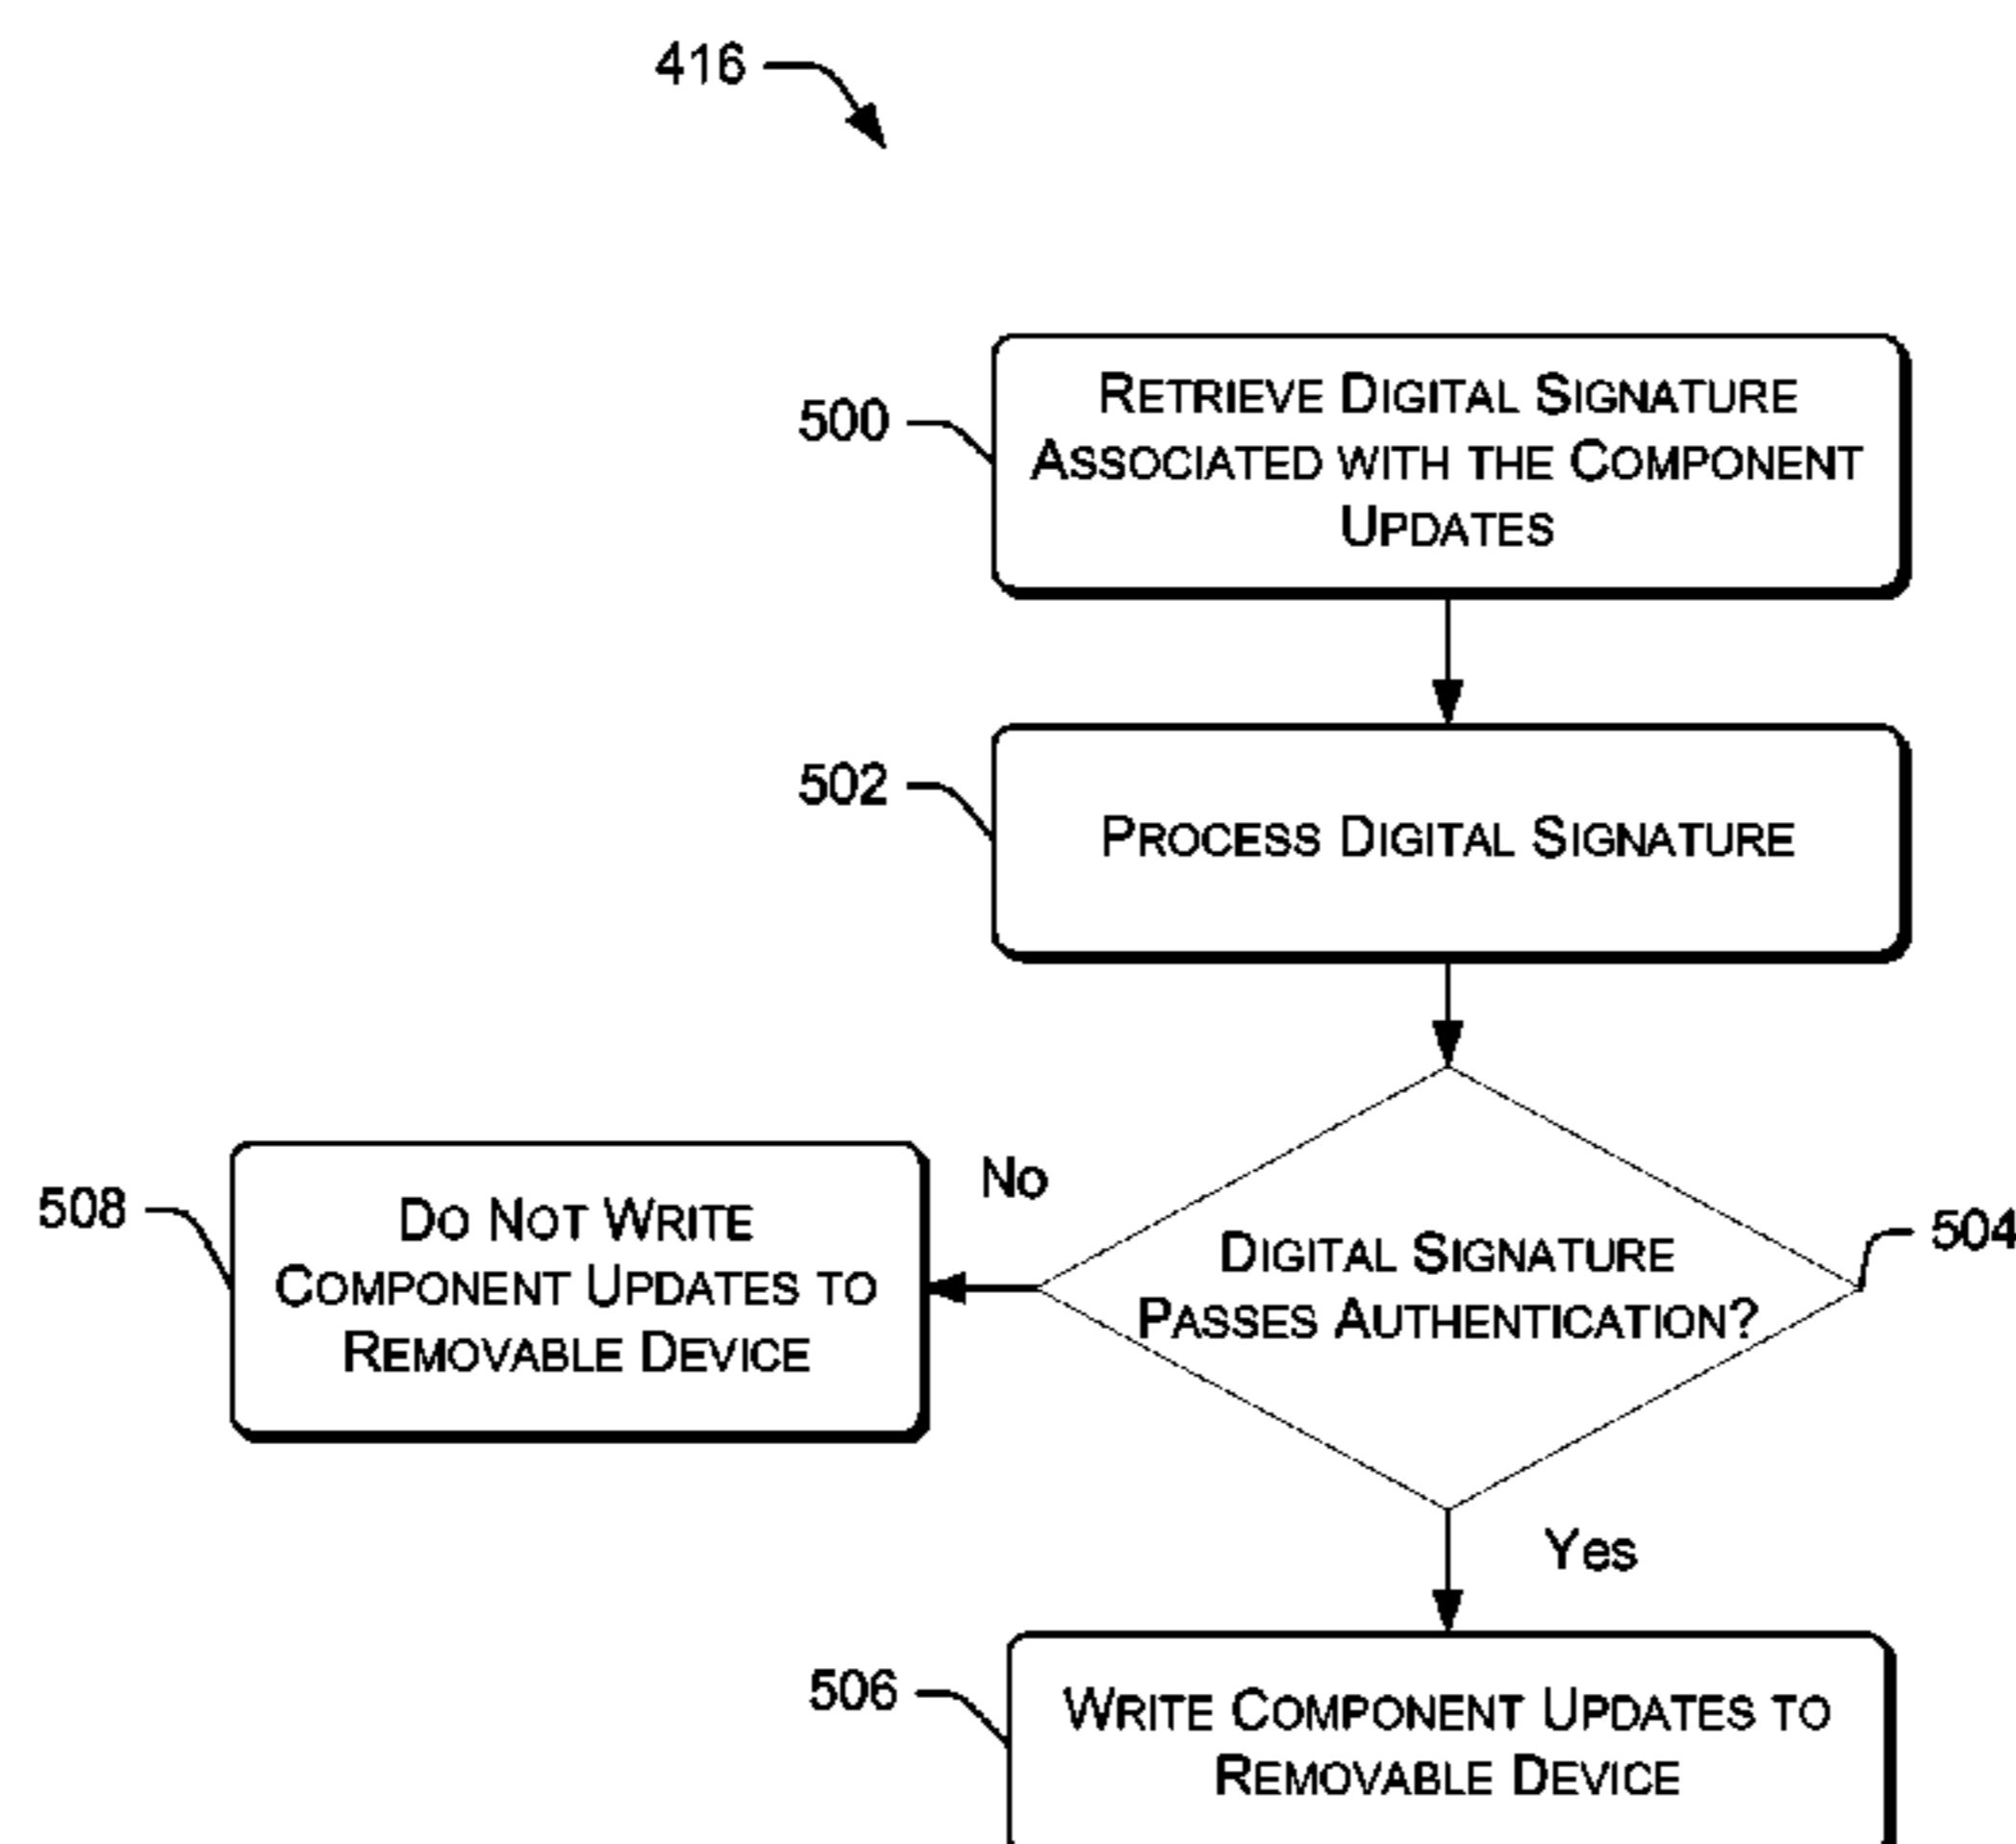 416
500
RETRIEVE DIGITAL SIGNATURE
ASSOCIATED WITH THE COMPONENT
UPDATES
502
PROCESS DIGITAL SIGNATURE
508
DO NOT WRITE
COMPONENT UPDATES TO
REMOVABLE DEVICE
No
DIGITAL SIGNATURE
PASSES AUTHENTICATION?
504
Yes
506
WRITE COMPONENT UPDATES TO
REMOVABLE DEVICE